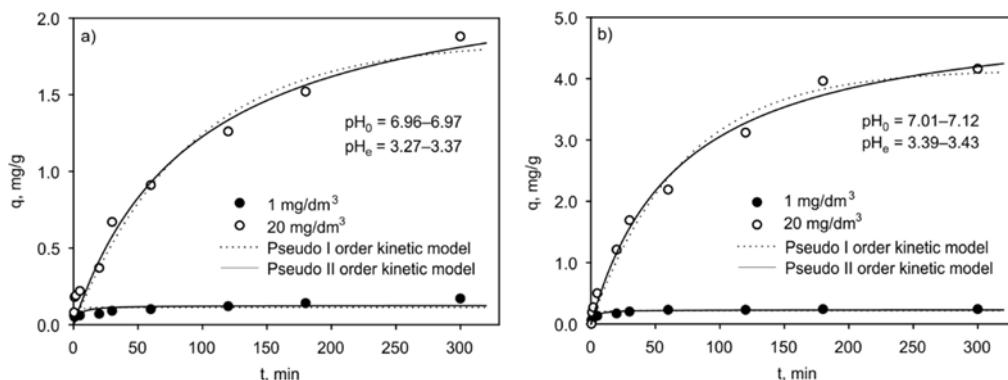 a)
2.0
1.5
1.0
0.5
0.0
q, mg/g
pH₀ = 6.96–6.97
pHₑ = 3.27–3.37
1 mg/dm³
20 mg/dm³
Pseudo I order kinetic model
Pseudo II order kinetic model
0 50 100 150 200 250 300
t, min
b)
5.0
4.0
3.0
2.0
1.0
0.0
q, mg/g
pH₀ = 7.01–7.12
pHₑ = 3.39–3.43
1 mg/dm³
20 mg/dm³
Pseudo I order kinetic model
Pseudo II order kinetic model
0 50 100 150 200 250 300
t, min